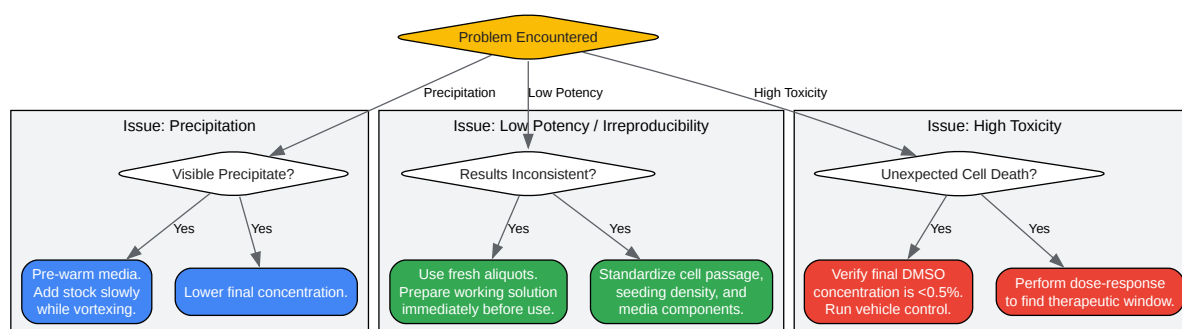 Problem Encountered
Precipitation
Low Potency
High Toxicity
Issue: Precipitation
Issue: Low Potency / Irreproducibility
Issue: High Toxicity
Visible Precipitate?
Results Inconsistent?
Unexpected Cell Death?
Yes
Yes
Yes
Yes
Yes
Yes
Pre-warm media.
Add stock slowly
while vortexing.
Lower final concentration.
Use fresh aliquots.
Prepare working solution
immediately before use.
Standardize cell passage,
seeding density, and
media components.
Verify final DMSO
concentration is <0.5%.
Run vehicle control.
Perform dose-response
to find therapeutic window.